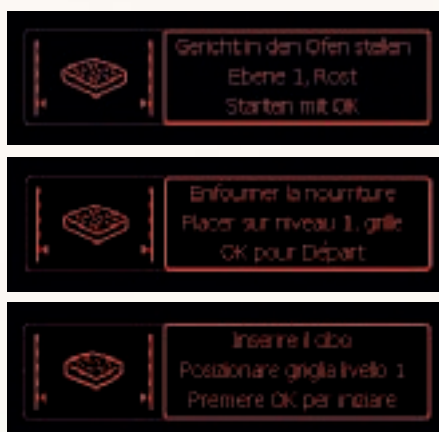 Gericht in den Ofen stellen
Ebene 1, Rost
Starten mit OK
Enfourner la nourriture
Placer sur niveau 1, grille
OK pour Départ
Inserire il cibo
Posizionare griglia livello 1
Premere OK per iniziare